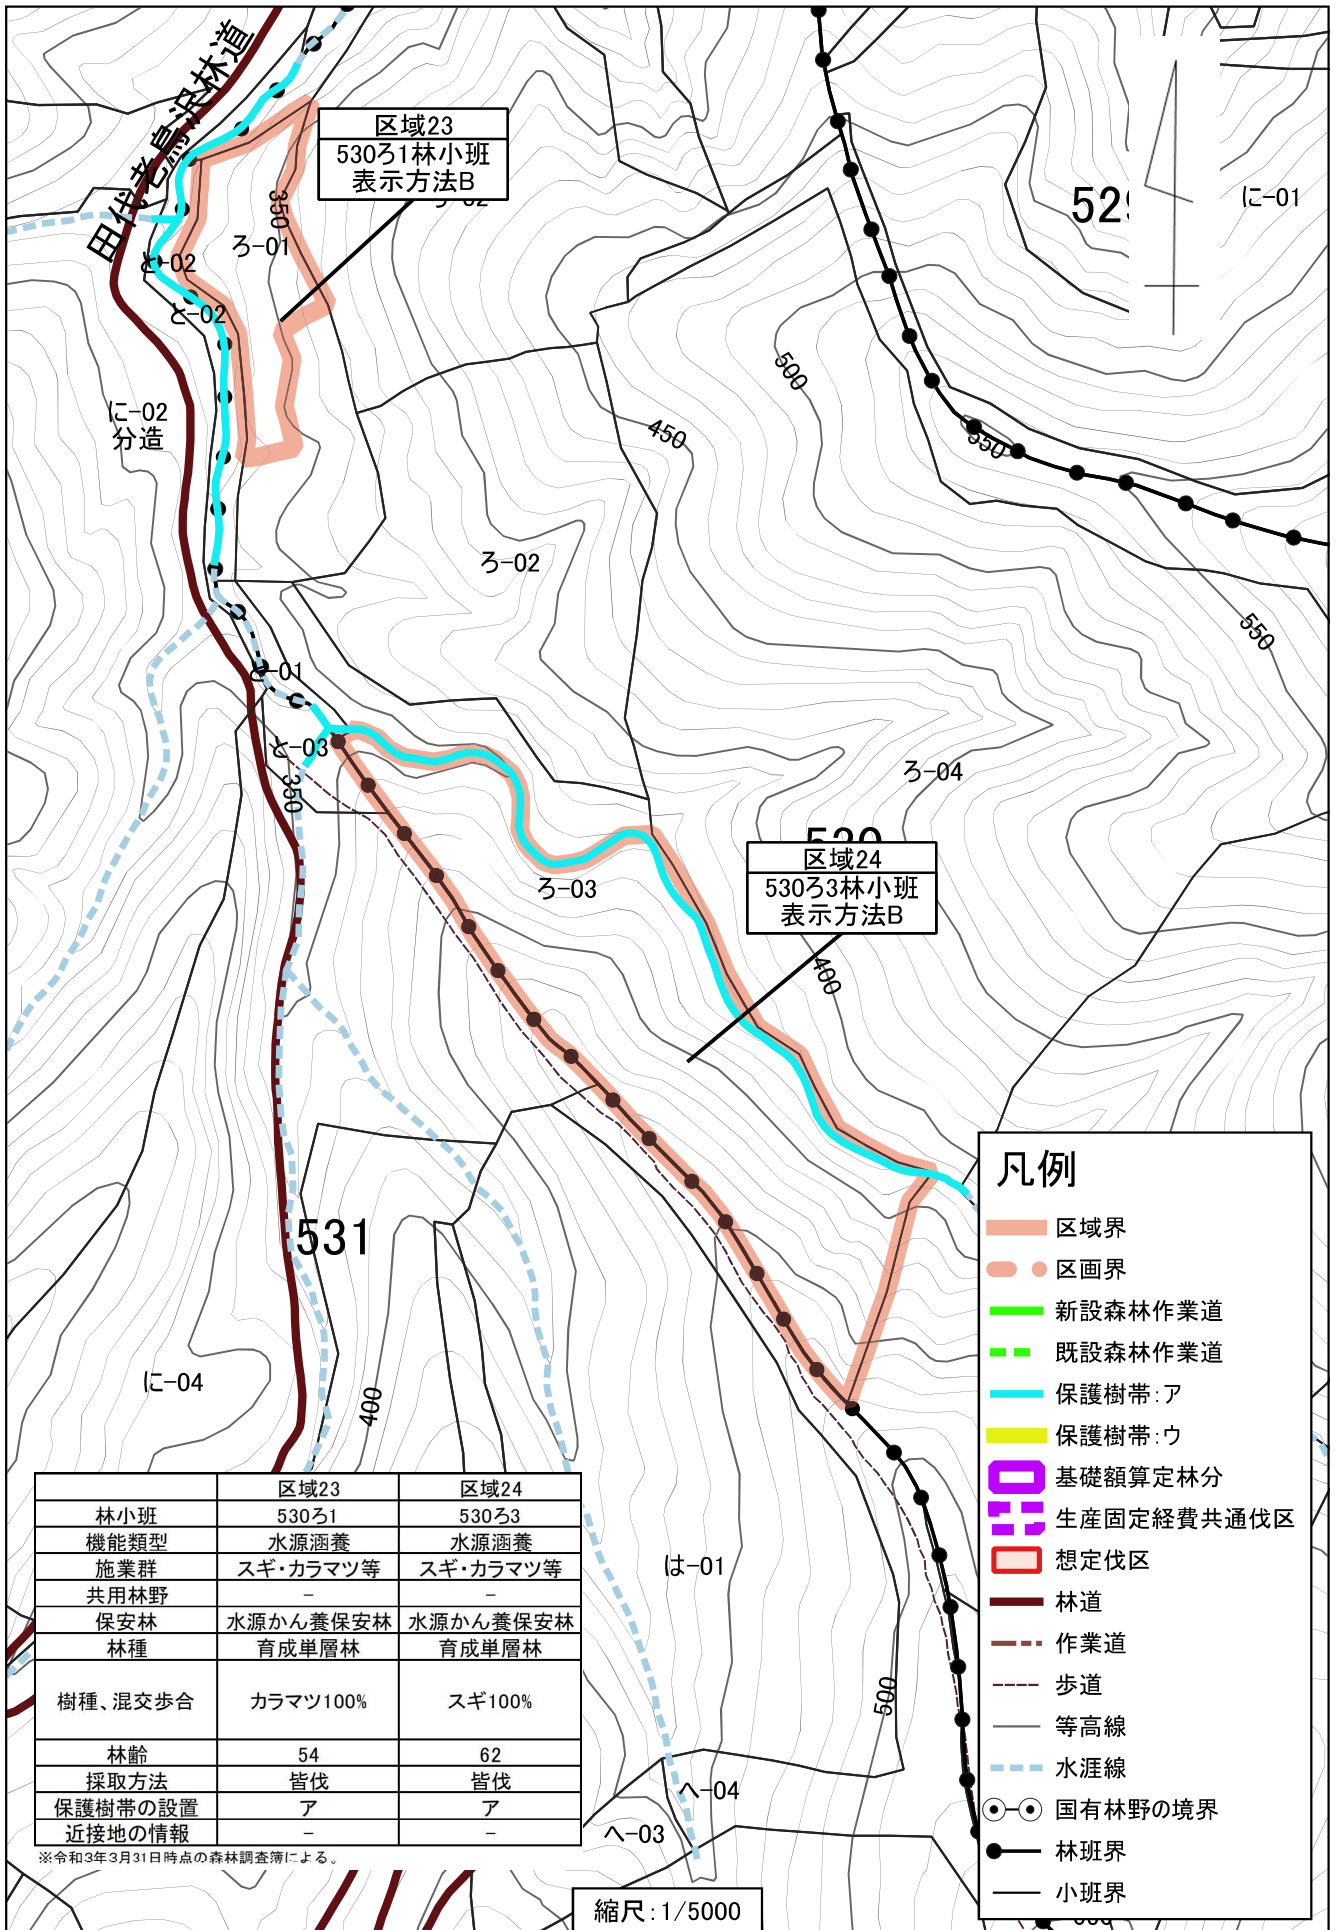 田代老鳥沢林道
区域23
530ろ1林小班
表示方法B
ろ-02
529
に-01
350
ろ-01
と-02
と-02
500
に-02
分造
450
550
ろ-02
550
と-01
と-03
350
ろ-04
530
区域24
530ろ3林小班
表示方法B
ろ-03
400
531
に-04
400
は-01
500
へ-04
へ-03
凡例
区域界
区画界
新設森林作業道
既設森林作業道
保護樹帯:ア
保護樹帯:ウ
基礎額算定林分
生産固定経費共通伐区
想定伐区
林道
作業道
歩道
等高線
水涯線
国有林野の境界
林班界
小班界
区域23 区域24
林小班 530ろ1 530ろ3
機能類型 水源涵養 水源涵養
施業群 スギ・カラマツ等 スギ・カラマツ等
共用林野 - -
保安林 水源かん養保安林 水源かん養保安林
林種 育成単層林 育成単層林
樹種、混交歩合 カラマツ100% スギ100%
林齢 54 62
採取方法 皆伐 皆伐
保護樹帯の設置 ア ア
近接地の情報 - -
※令和3年3月31日時点の森林調査簿による。
縮尺:1/5000